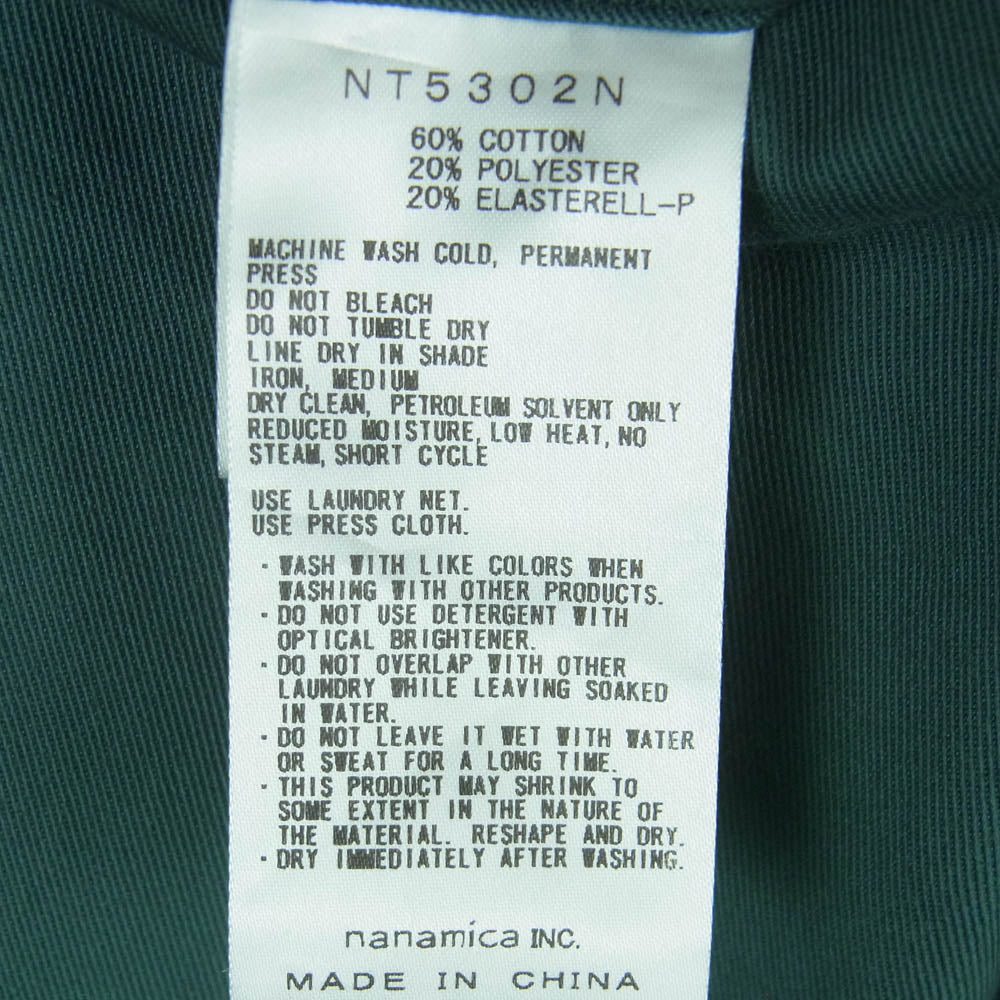 NT5302N
60% COTTON
20% POLYESTER
20% ELASTERELL-P
MACHINE WASH COLD, PERMANENT
PRESS
DO NOT BLEACH
DO NOT TUMBLE DRY
LINE DRY IN SHADE
IRON, MEDIUM
DRY CLEAN, PETROLEUM SOLVENT ONLY
REDUCED MOISTURE, LOW HEAT, NO
STEAM, SHORT CYCLE
USE LAUNDRY NET.
USE PRESS CLOTH.
・WASH WITH LIKE COLORS WHEN
WASHING WITH OTHER PRODUCTS.
・DO NOT USE DETERGENT WITH
OPTICAL BRIGHTENER.
・DO NOT OVERLAP WITH OTHER
LAUNDRY WHILE LEAVING SOAKED
IN WATER.
・DO NOT LEAVE IT WET WITH WATER
OR SWEAT FOR A LONG TIME.
・THIS PRODUCT MAY SHRINK TO
SOME EXTENT IN THE NATURE OF
THE MATERIAL. RESHAPE AND DRY.
・DRY IMMEDIATELY AFTER WASHING.
nanamica INC.
MADE IN CHINA